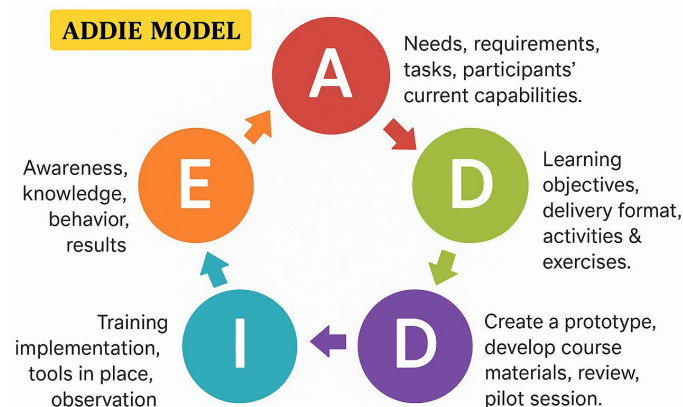 ADDIE MODEL
A
Needs, requirements,
tasks, participants'
current capabilities.
D
Learning
objectives,
delivery format,
activities &
exercises.
D
Create a prototype,
develop course
materials, review,
pilot session.
I
Training
implementation,
tools in place,
observation
E
Awareness,
knowledge,
behavior,
results